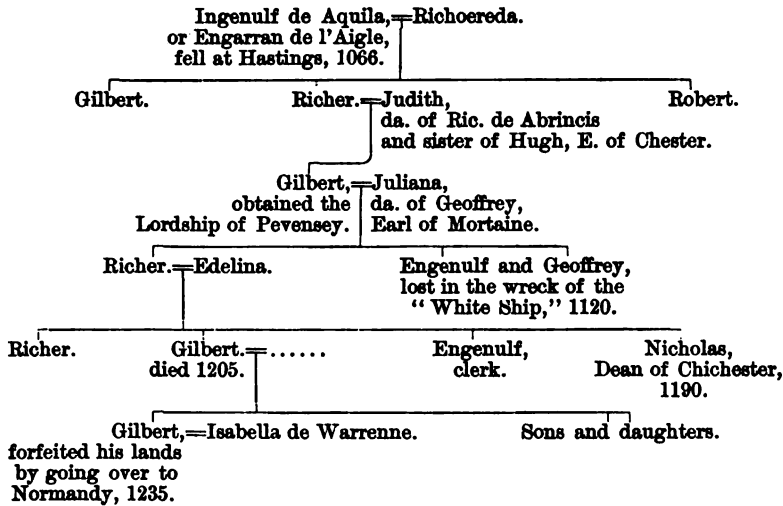 Ingenulf de Aquila,=Richoereda.
or Engarran de l'Aigle,
fell at Hastings, 1066.
Gilbert. Richer.=Judith, Robert.
da. of Ric. de Abrincis
and sister of Hugh, E. of Chester.
Gilbert,=Juliana,
obtained the da. of Geoffrey,
Lordship of Pevensey. Earl of Mortaine.
Richer.=Edelina. Engenulf and Geoffrey,
lost in the wreck of the
"White Ship," 1120.
Richer. Gilbert.=...... Engenulf, Nicholas,
died 1205. clerk. Dean of Chichester,
1190.
Gilbert,=Isabella de Warrenne. Sons and daughters.
forfeited his lands
by going over to
Normandy, 1235.